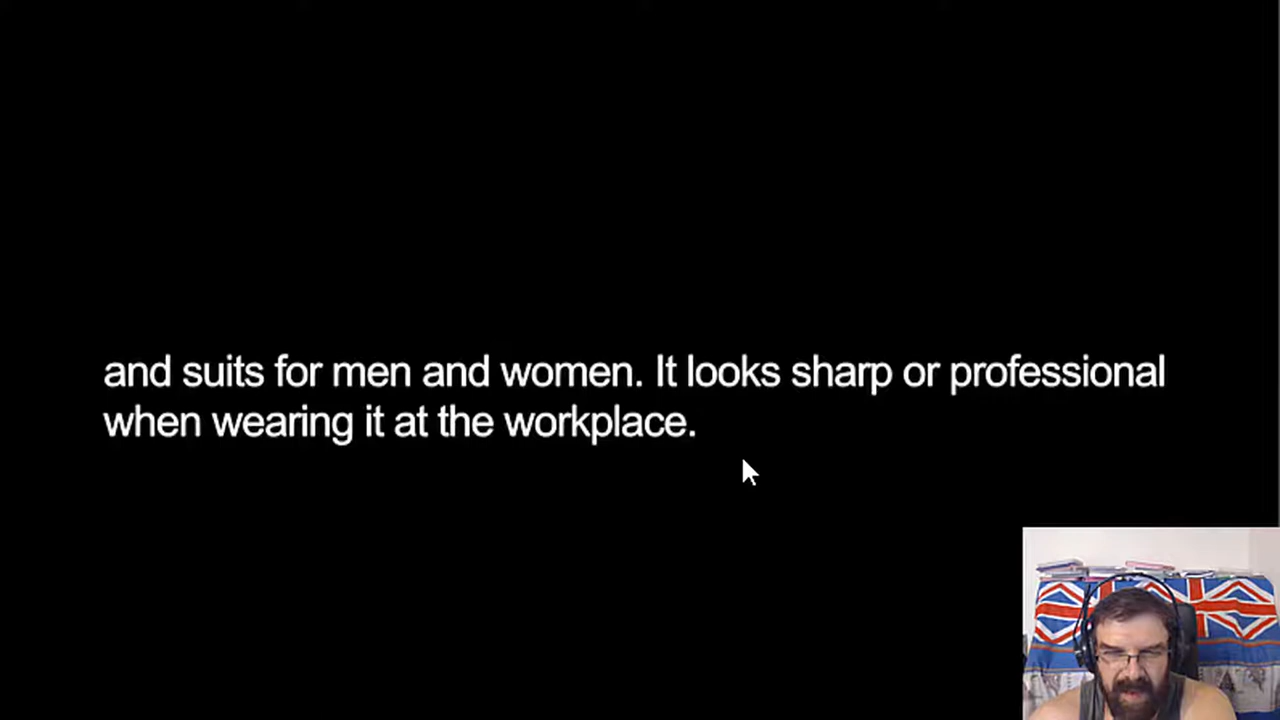 and suits for men and women. It looks sharp or professional
when wearing it at the workplace.